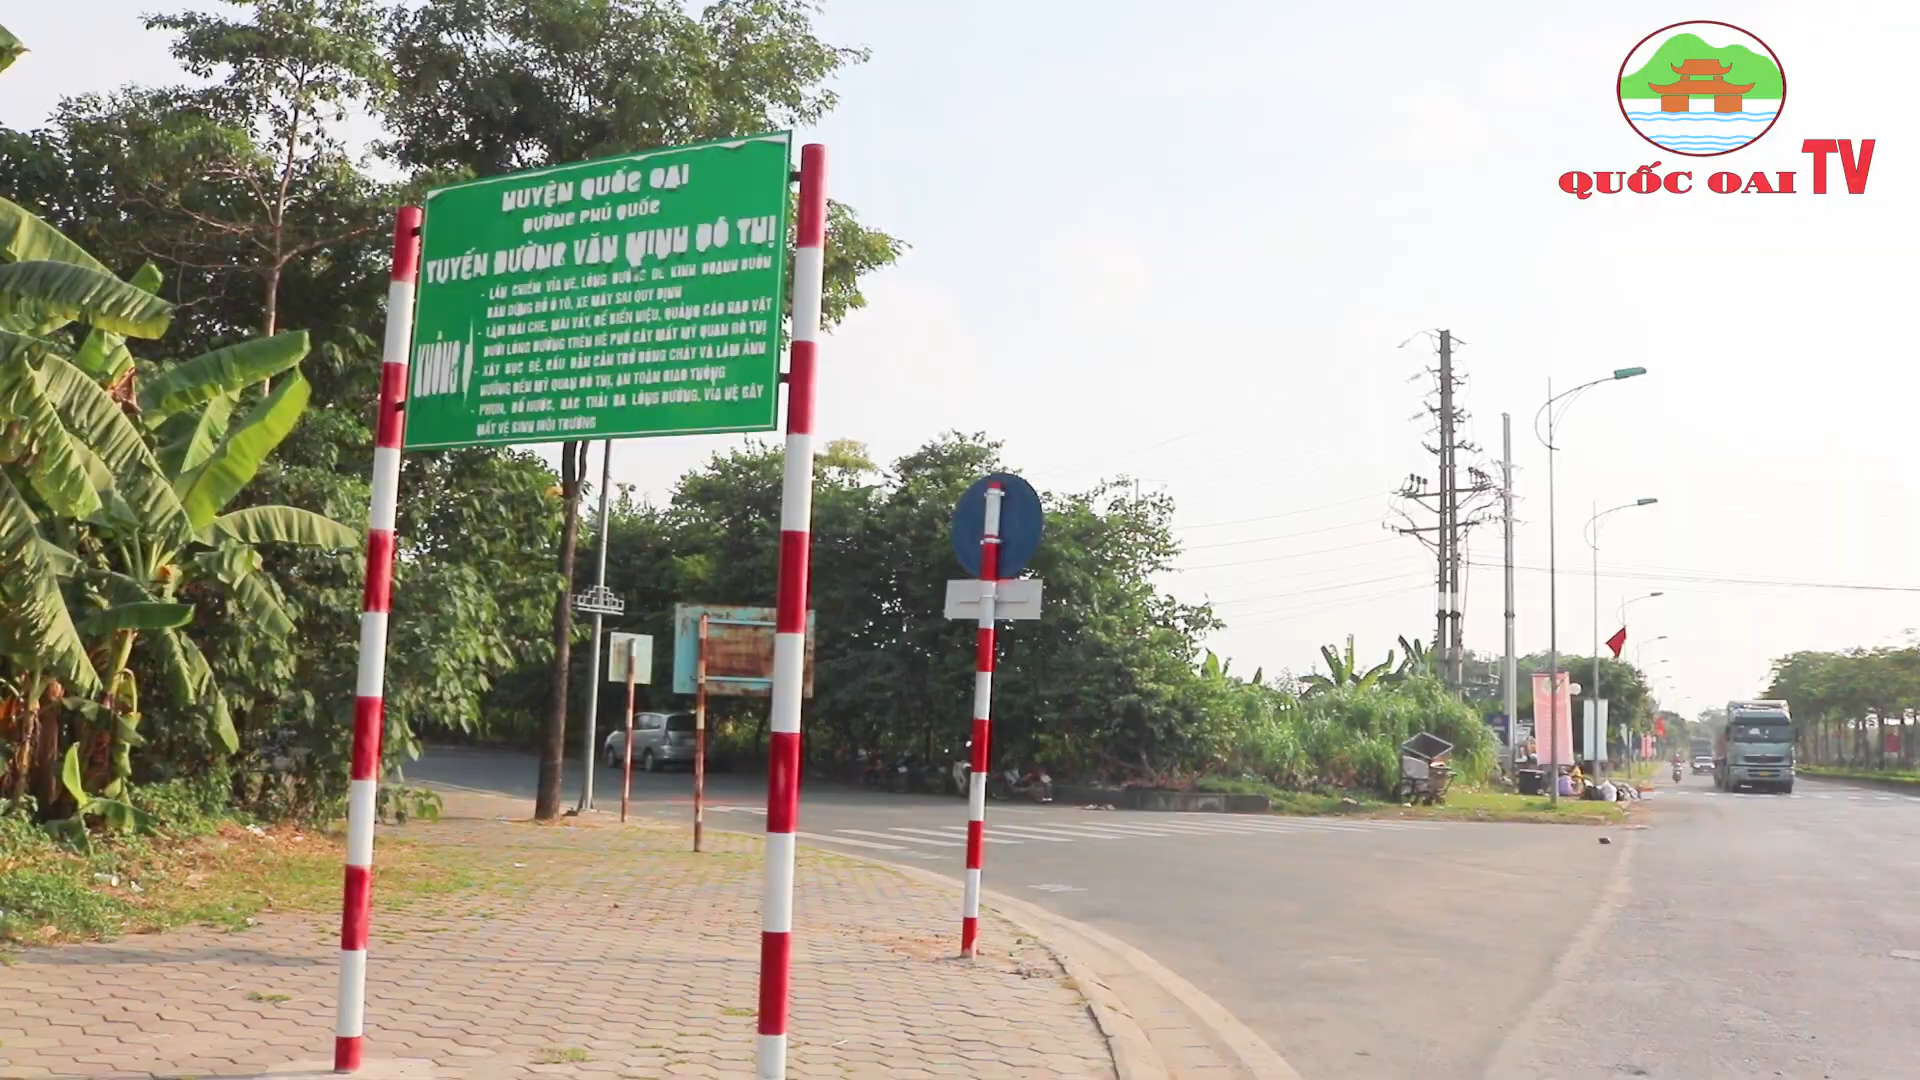 HUYỆN QUỐC OAI
ĐƯỜNG PHỦ QUỐC
TUYẾN ĐƯỜNG VĂN MINH ĐÔ THỊ
KHÔNG
- LẤN CHIẾM VỈA HÈ, LÒNG ĐƯỜNG ĐỂ KINH DOANH BUÔN
BÁN DỪNG ĐỖ Ô TÔ, XE MÁY SAI QUY ĐỊNH
- LÀM MÁI CHE, MÁI VẨY, ĐỂ BIỂN HIỆU, QUẢNG CÁO RAO VẶT
DƯỚI LÒNG ĐƯỜNG TRÊN HÈ PHỐ GÂY MẤT MỸ QUAN ĐÔ THỊ
- XÂY BỤC BỆ, CẦU DẪN CẢN TRỞ DÒNG CHẢY VÀ LÀM ẢNH
HƯỞNG ĐẾN MỸ QUAN ĐÔ THỊ, AN TOÀN GIAO THÔNG
- PHUN, ĐỔ NƯỚC, RÁC THẢI RA LÒNG ĐƯỜNG, VỈA HÈ GÂY
MẤT VỆ SINH MÔI TRƯỜNG
QUỐC OAI TV